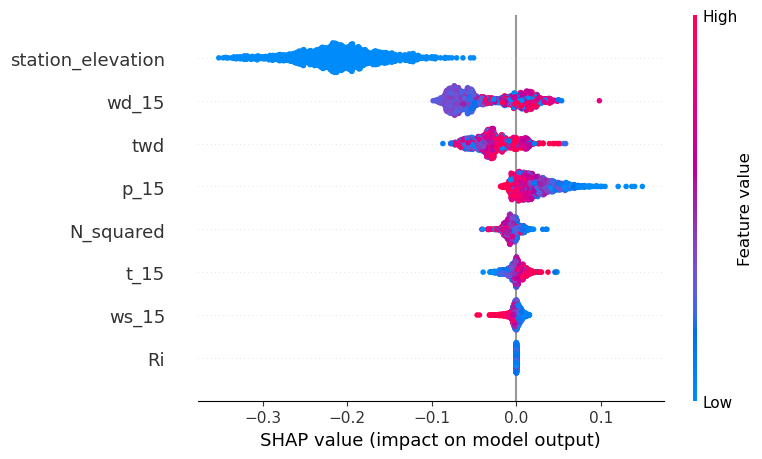 High
station_elevation
wd_15
twd
p_15
N_squared
t_15
ws_15
Ri
Feature value
Low
−0.3 −0.2 −0.1 0.0 0.1
SHAP value (impact on model output)